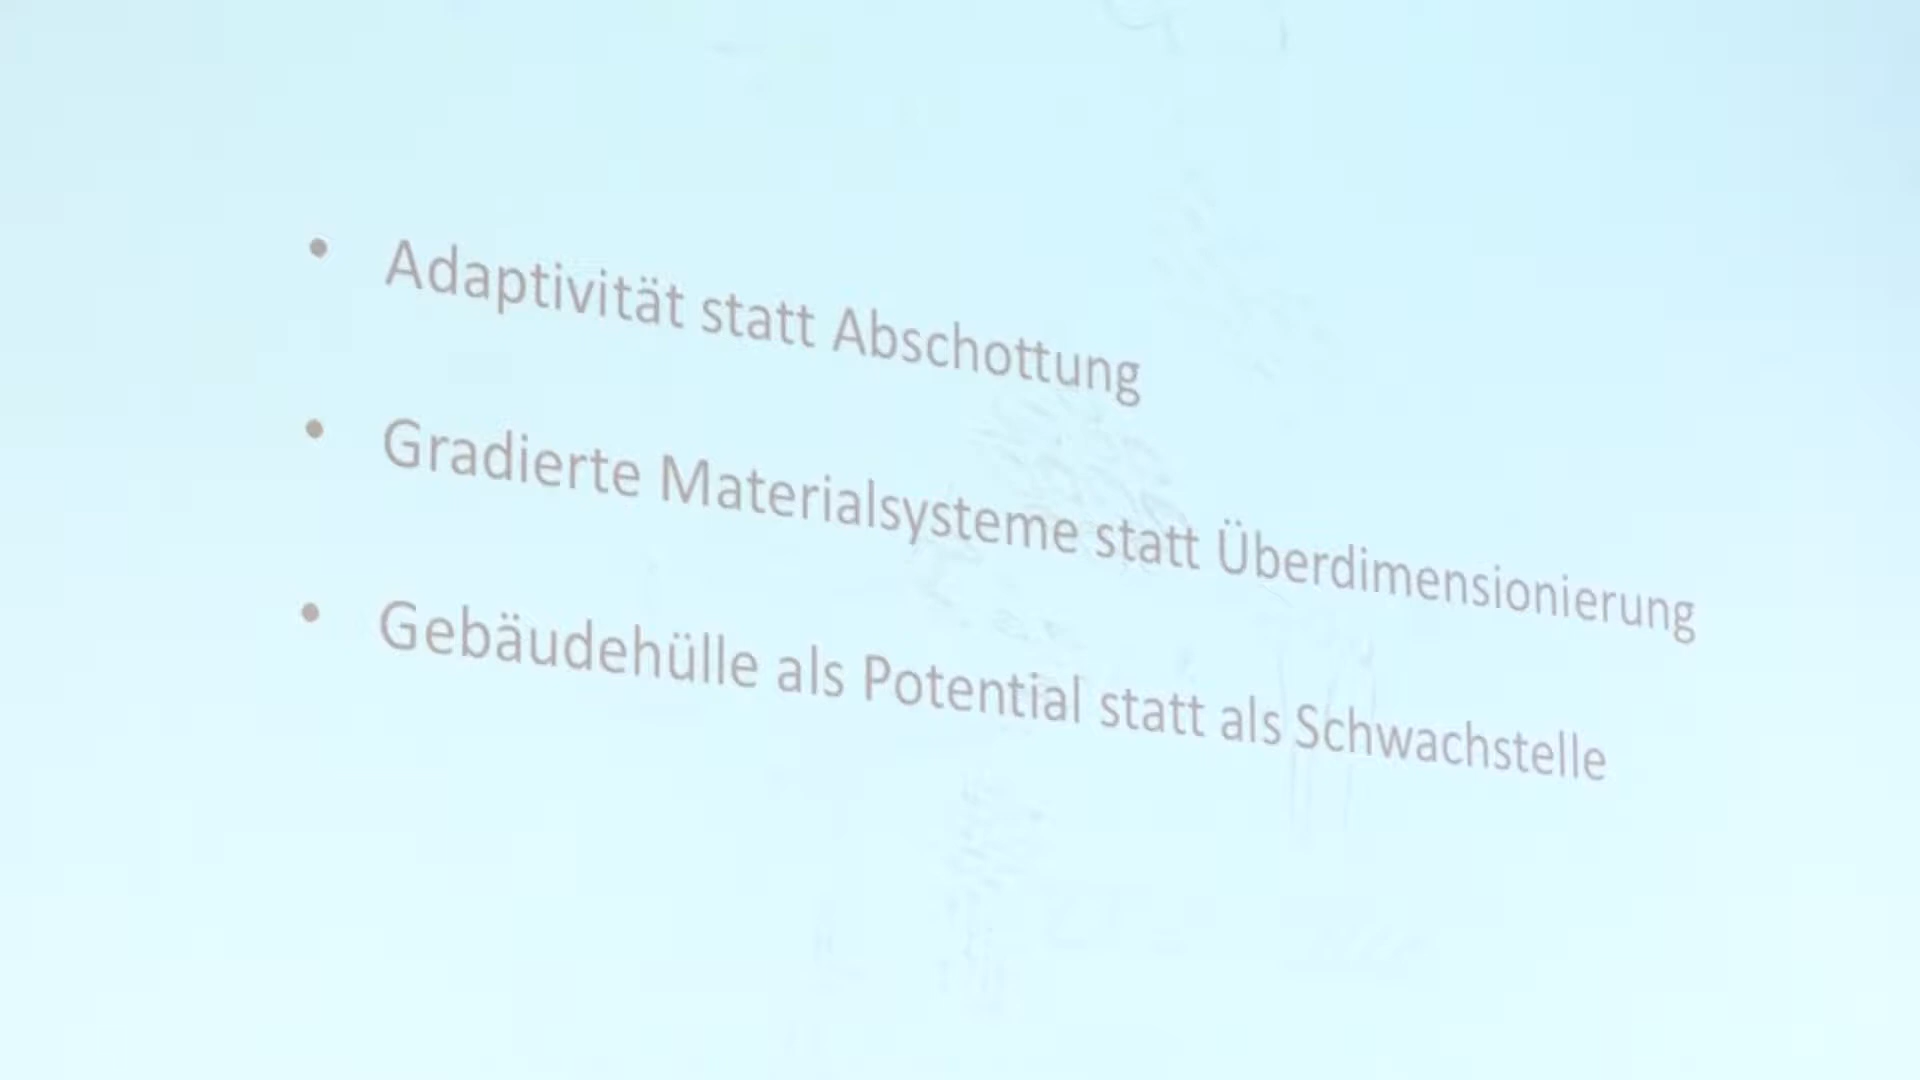 • Adaptivität statt Abschottung
• Gradierte Materialsysteme statt Überdimensionierung
• Gebäudehülle als Potential statt als Schwachstelle